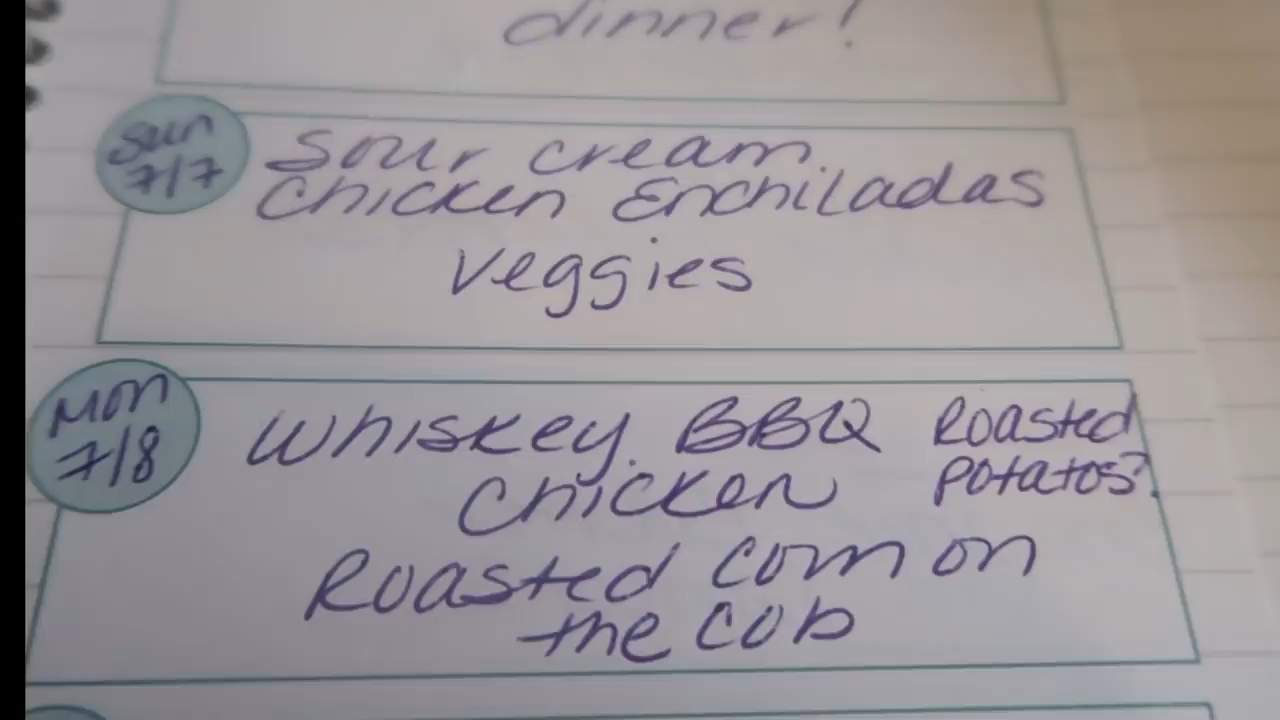 dinner!
Sun
7/7
Sour cream
chicken Enchiladas
veggies
Mon
7/8
Whiskey BBQ
chicken
Roasted
potatos?
Roasted corn on
the cob